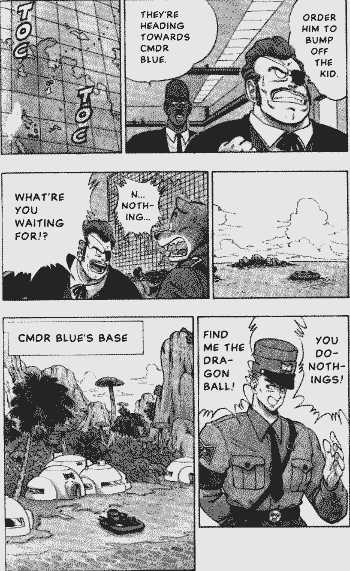 TOC
TOC
THEY'RE
HEADING
TOWARDS
CMDR
BLUE.
ORDER
HIM TO
BUMP
OFF
THE
KID.
WHAT'RE
YOU
WAITING
FOR!?
N...
NOTH-
ING...
CMDR BLUE'S BASE
FIND
ME THE
DRA-
GON
BALL!
YOU
DO-
NOTH-
INGS!